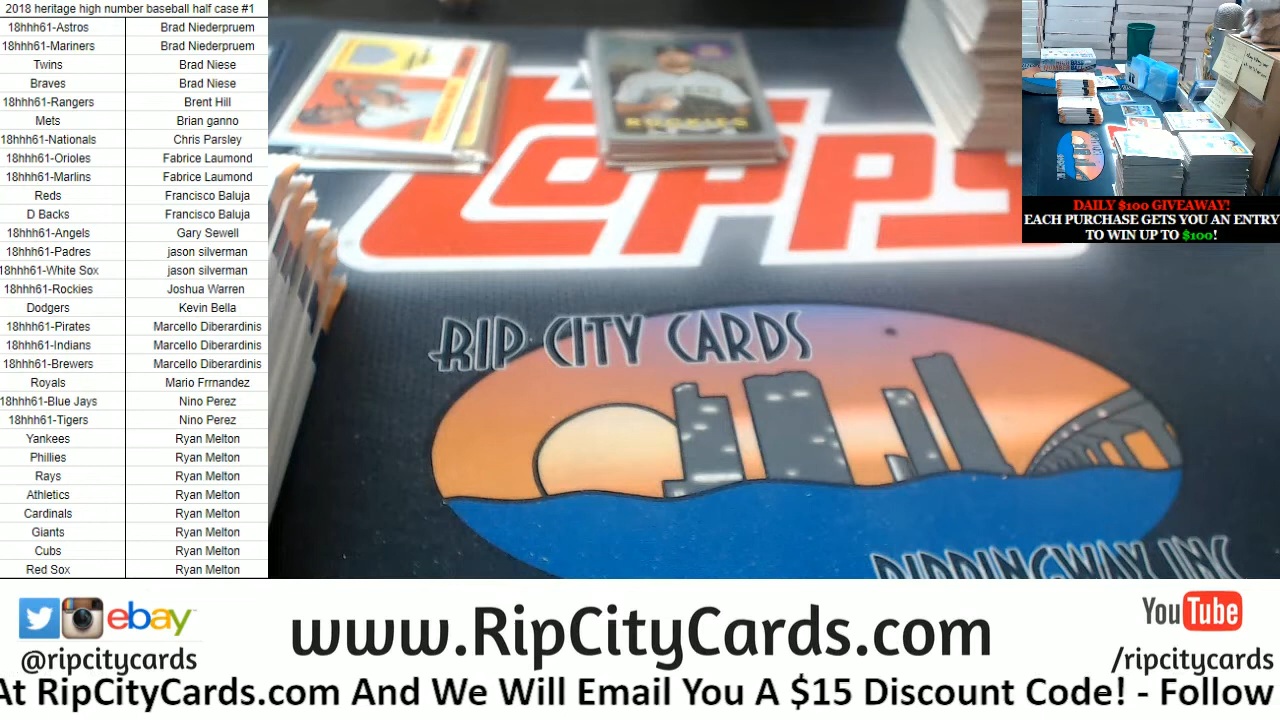 2018 heritage high number baseball half case #1
18hhh61-Astros Brad Niederpruem
18hhh61-Mariners Brad Niederpruem
Twins Brad Niese
Braves Brad Niese
18hhh61-Rangers Brent Hill
Mets Brian ganno
18hhh61-Nationals Chris Parsley
18hhh61-Orioles Fabrice Laumond
18hhh61-Marlins Fabrice Laumond
Reds Francisco Baluja
D Backs Francisco Baluja
18hhh61-Angels Gary Sewell
18hhh61-Padres jason silverman
18hhh61-White Sox jason silverman
18hhh61-Rockies Joshua Warren
Dodgers Kevin Bella
18hhh61-Pirates Marcello Diberardinis
18hhh61-Indians Marcello Diberardinis
18hhh61-Brewers Marcello Diberardinis
Royals Mario Frrnandez
18hhh61-Blue Jays Nino Perez
18hhh61-Tigers Nino Perez
Yankees Ryan Melton
Phillies Ryan Melton
Rays Ryan Melton
Athletics Ryan Melton
Cardinals Ryan Melton
Giants Ryan Melton
Cubs Ryan Melton
Red Sox Ryan Melton
ROCKIES
TOPPS
RIP CITY CARDS
RIPPINGWAX INC
DAILY $100 GIVEAWAY!
EACH PURCHASE GETS YOU AN ENTRY
TO WIN UP TO $100!
ebay
@ripcitycards
www.RipCityCards.com
YouTube
/ripcitycards
At RipCityCards.com And We Will Email You A $15 Discount Code! - Follow